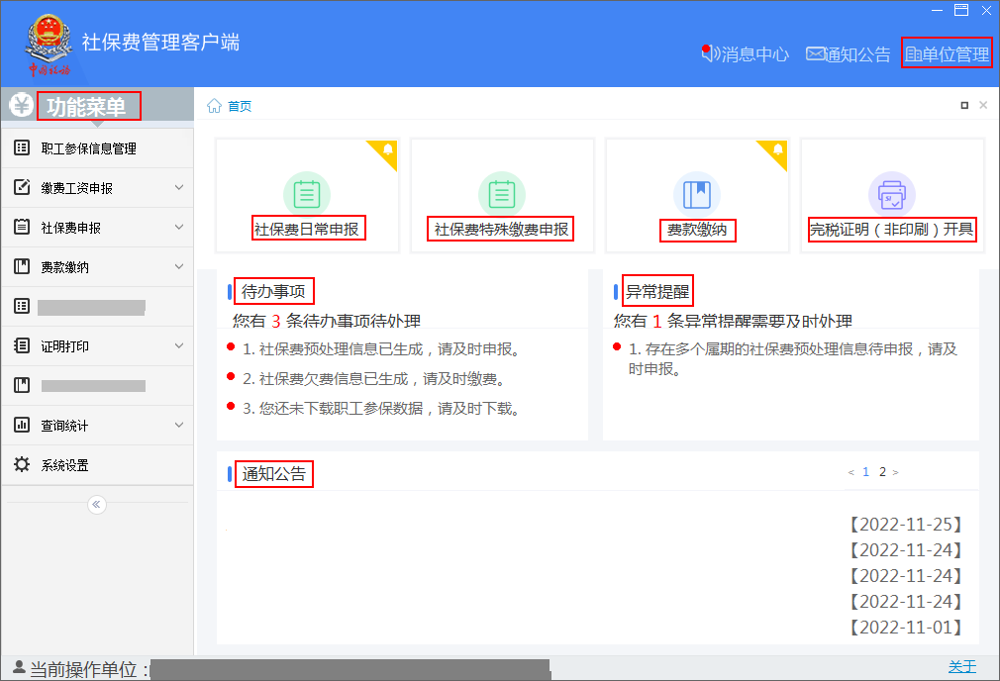 社保费管理客户端
消息中心 通知公告 单位管理
功能菜单
首页
职工参保信息管理
缴费工资申报
社保费申报
费款缴纳
证明打印
查询统计
系统设置
社保费日常申报
社保费特殊缴费申报
费款缴纳
完税证明（非印刷）开具
待办事项
您有 3 条待办事项待处理
1. 社保费预处理信息已生成，请及时申报。
2. 社保费欠费信息已生成，请及时缴费。
3. 您还未下载职工参保数据，请及时下载。
异常提醒
您有 1 条异常提醒需要及时处理
1. 存在多个属期的社保费预处理信息待申报，请及
时申报。
通知公告
< 1 2 >
【2022-11-25】
【2022-11-24】
【2022-11-24】
【2022-11-24】
【2022-11-01】
当前操作单位：
关于